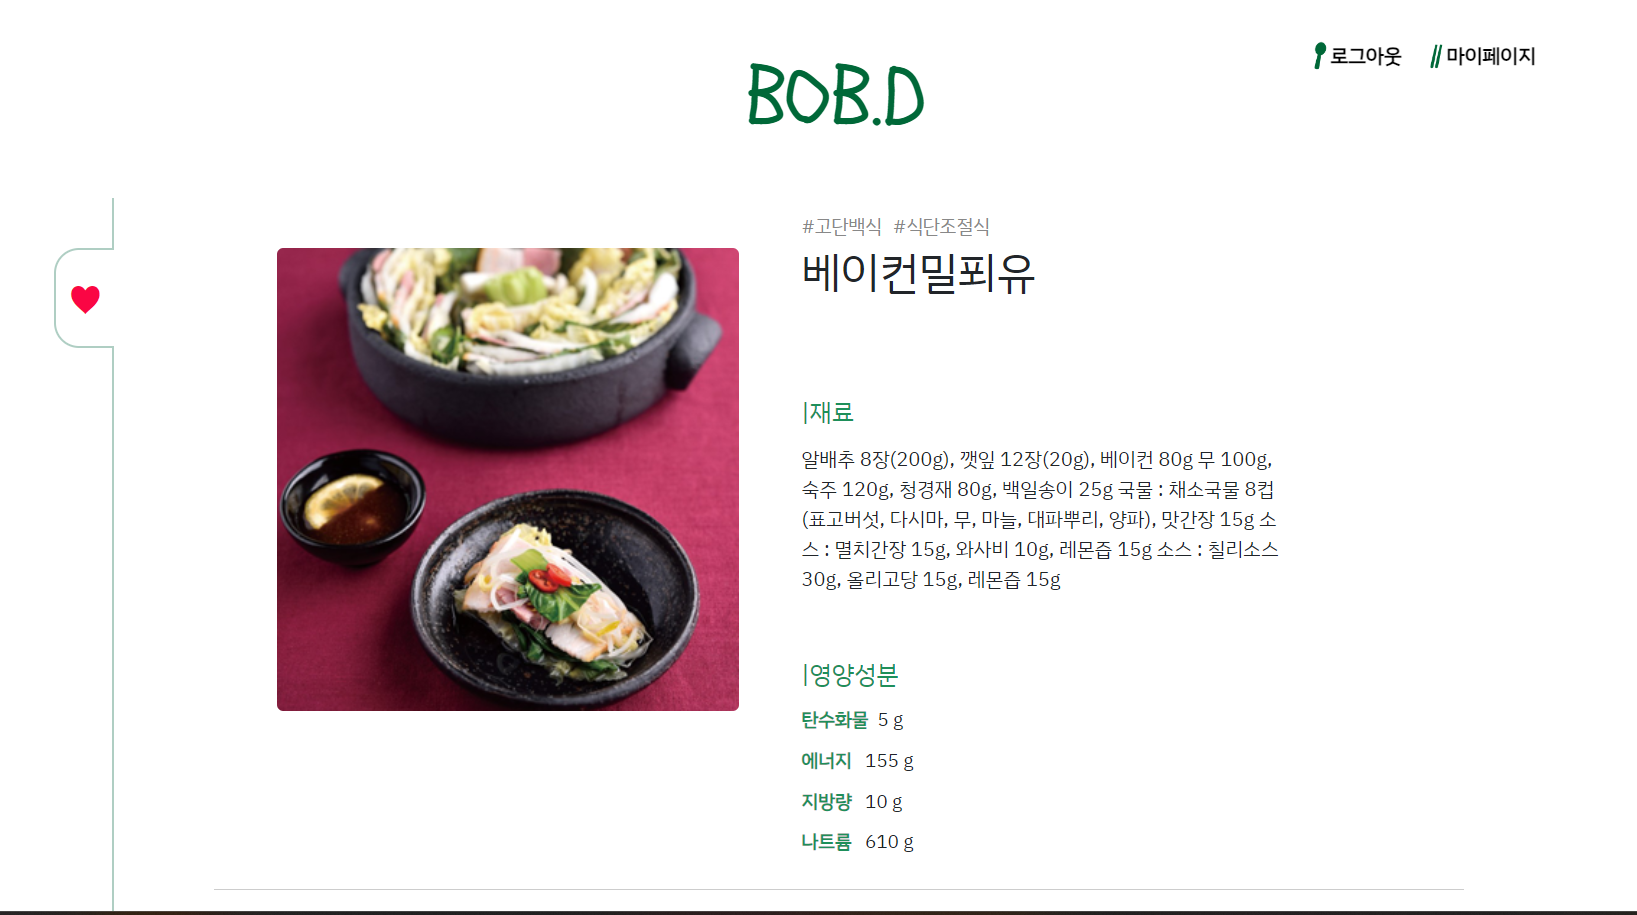 로그아웃 마이페이지
BOB.D
#고단백식 #식단조절식
베이컨밀푀유
|재료
알배추 8장(200g), 깻잎 12장(20g), 베이컨 80g 무 100g,
숙주 120g, 청경재 80g, 백일송이 25g 국물 : 채소국물 8컵
(표고버섯, 다시마, 무, 마늘, 대파뿌리, 양파), 맛간장 15g 소
스 : 멸치간장 15g, 와사비 10g, 레몬즙 15g 소스 : 칠리소스
30g, 올리고당 15g, 레몬즙 15g
|영양성분
탄수화물 5 g
에너지 155 g
지방량 10 g
나트륨 610 g